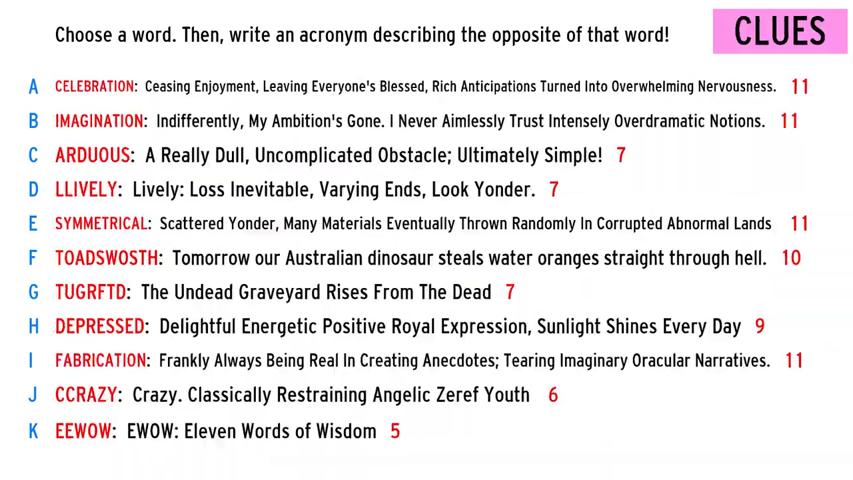 Choose a word. Then, write an acronym describing the opposite of that word!
CLUES
A CELEBRATION: Ceasing Enjoyment, Leaving Everyone's Blessed, Rich Anticipations Turned Into Overwhelming Nervousness. 11
B IMAGINATION: Indifferently, My Ambition's Gone. I Never Aimlessly Trust Intensely Overdramatic Notions. 11
C ARDUOUS: A Really Dull, Uncomplicated Obstacle; Ultimately Simple! 7
D LLIVELY: Lively: Loss Inevitable, Varying Ends, Look Yonder. 7
E SYMMETRICAL: Scattered Yonder, Many Materials Eventually Thrown Randomly In Corrupted Abnormal Lands 11
F TOADSWOSTH: Tomorrow our Australian dinosaur steals water oranges straight through hell. 10
G TUGRFTD: The Undead Graveyard Rises From The Dead 7
H DEPRESSED: Delightful Energetic Positive Royal Expression, Sunlight Shines Every Day 9
I FABRICATION: Frankly Always Being Real In Creating Anecdotes; Tearing Imaginary Oracular Narratives. 11
J CCRAZY: Crazy. Classically Restraining Angelic Zeref Youth 6
K EEWOW: EWOW: Eleven Words of Wisdom 5